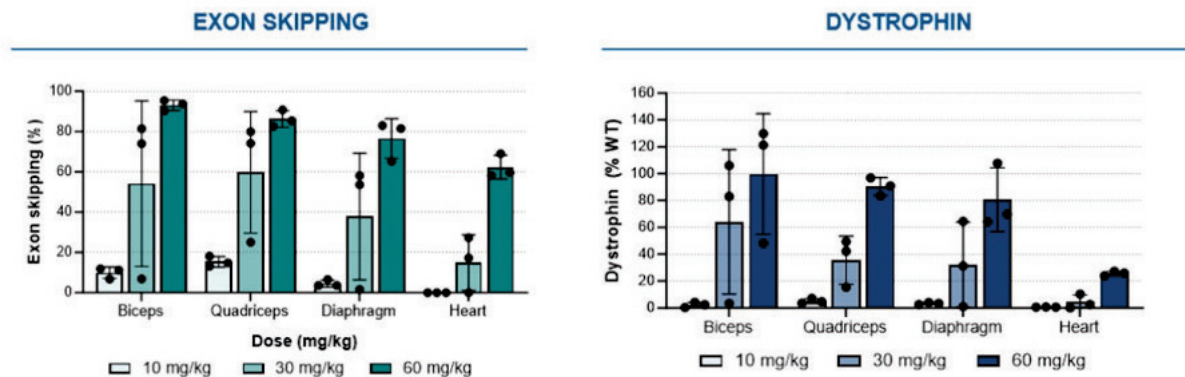 EXON SKIPPING
Exon skipping (%)
100
80
60
40
20
0
Biceps
Quadriceps
Diaphragm
Heart
Dose (mg/kg)
10 mg/kg
30 mg/kg
60 mg/kg
DYSTROPHIN
Dystrophin (% WT)
160
140
120
100
80
60
40
20
0
Biceps
Quadriceps
Diaphragm
Heart
10 mg/kg
30 mg/kg
60 mg/kg